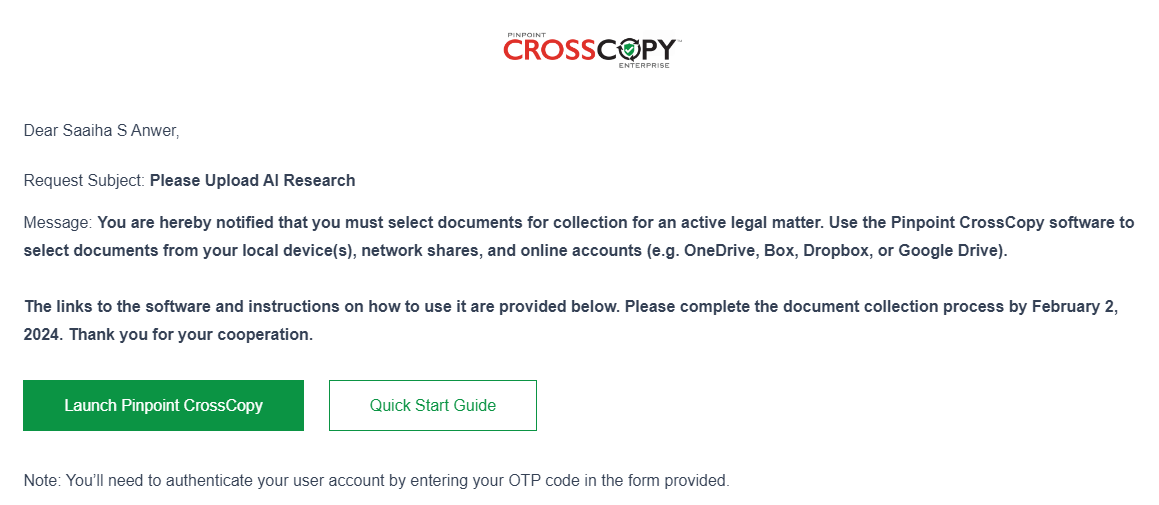 PINPOINT
CROSSCOPY™
ENTERPRISE
Dear Saaiha S Anwer,
Request Subject: Please Upload AI Research
Message: You are hereby notified that you must select documents for collection for an active legal matter. Use the Pinpoint CrossCopy software to
select documents from your local device(s), network shares, and online accounts (e.g. OneDrive, Box, Dropbox, or Google Drive).
The links to the software and instructions on how to use it are provided below. Please complete the document collection process by February 2,
2024. Thank you for your cooperation.
Launch Pinpoint CrossCopy
Quick Start Guide
Note: You’ll need to authenticate your user account by entering your OTP code in the form provided.